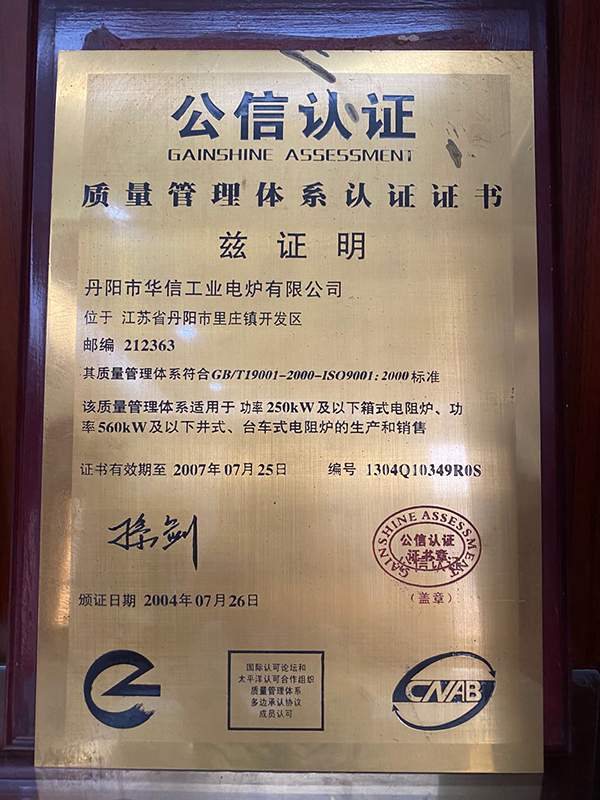 公信认证
GAINSHINE ASSESSMENT
质量管理体系认证证书
兹证明
丹阳市华信工业电炉有限公司
位于 江苏省丹阳市里庄镇开发区
邮编 212363
其质量管理体系符合GB/T19001-2000-ISO9001:2000标准
该质量管理体系适用于 功率250kW及以下箱式电阻炉、功
率560kW及以下井式、台车式电阻炉的生产和销售
证书有效期至 2007年07月25日 编号 1304Q10349R0S
GAINSHINE ASSESSMENT
公信认证
证书章
(盖章)
颁证日期 2004年07月26日
国际认可论坛和
太平洋认可合作组织
质量管理体系
多边承认协议
成员认可
CNAB